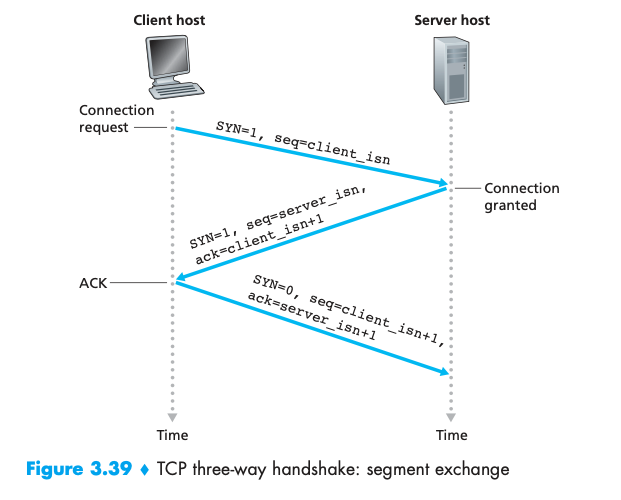 Client host
Server host
Connection
request
SYN=1, seq=client_isn
Connection
granted
SYN=1, seq=server_isn,
ack=client_isn+1
ACK
SYN=0, seq=client_isn+1,
ack=server_isn+1
Time
Time
Figure 3.39 ♦ TCP three-way handshake: segment exchange